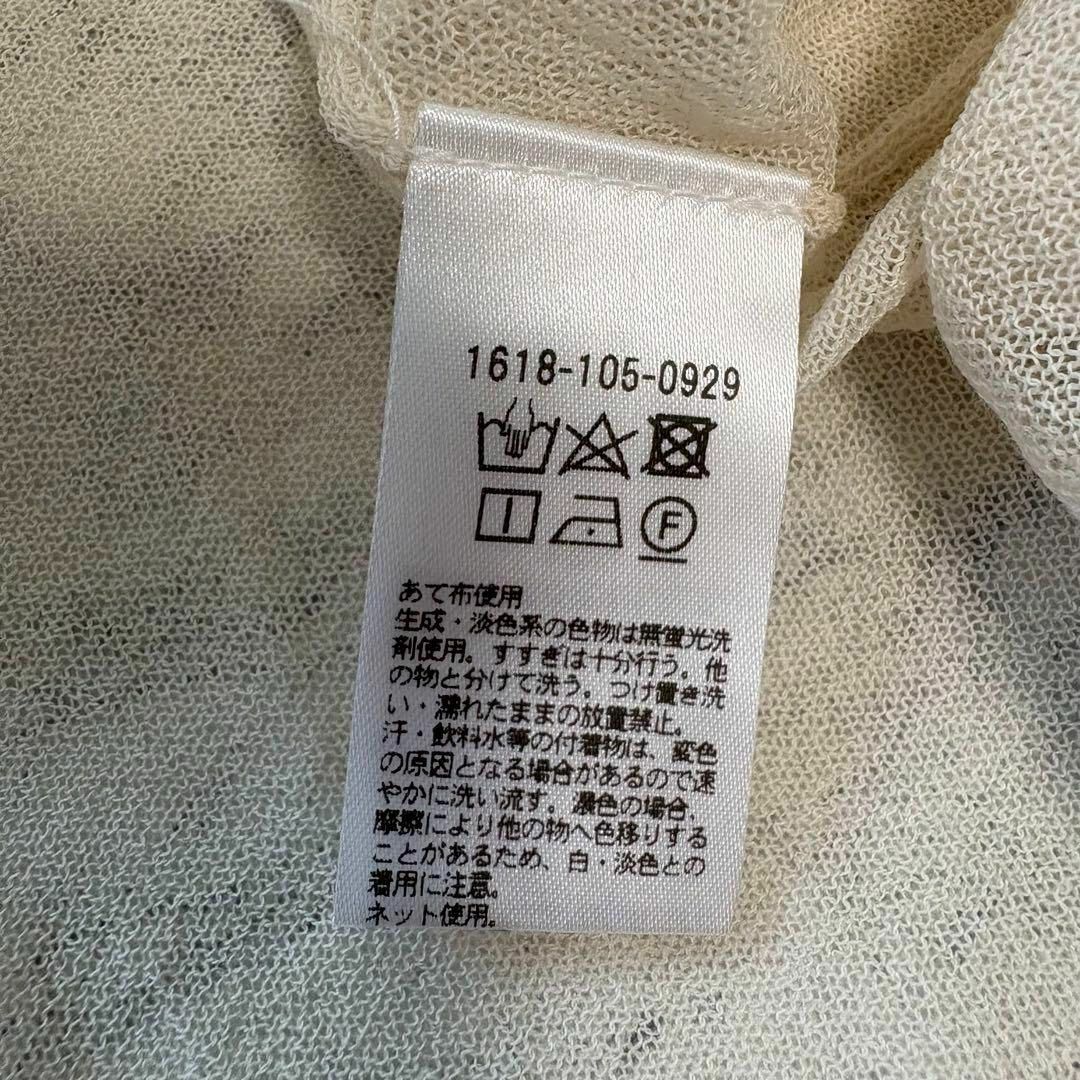 1618-105-0929
F
あて布使用
生成・淡色系の色物は無蛍光洗
剤使用。すすぎは十分行う。他
の物と分けて洗う。つけ置き洗
い・濡れたままの放置禁止。
汗・飲料水等の付着物は、変色
の原因となる場合があるので速
やかに洗い流す。濃色の場合、
摩擦により他の物へ色移りする
ことがあるため、白・淡色との
着用に注意。
ネット使用。